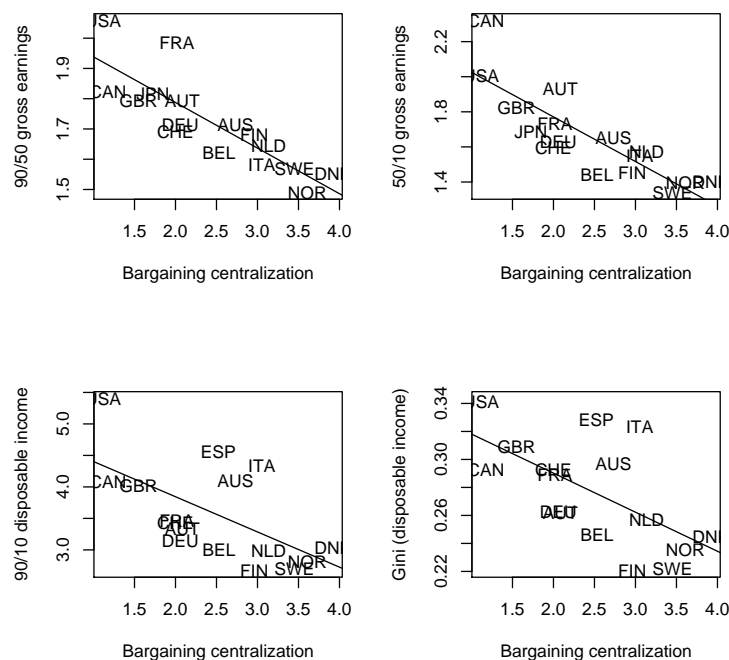 USA
FRA
CAN
GBR
JPN
AUT
DEU
CHE
AUS
BEL
FIN
NLD
ITA
SWE
NOR
1.5 1.7 1.9
90/50 gross earnings
1.5 2.0 2.5 3.0 3.5 4.0
Bargaining centralization
CAN
USA
AUT
GBR
JPN
FRA
DEU
CHE
AUS
BEL
NLD
ITA
FIN
SWE
NOR
1.4 1.8 2.2
50/10 gross earnings
1.5 2.0 2.5 3.0 3.5 4.0
Bargaining centralization
USA
ESP
ITA
CAN
GBR
AUS
FRA
CHE
AUT
DEU
BEL
NLD
FIN
SWE
NOR
3.0 4.0 5.0
90/10 disposable income
1.5 2.0 2.5 3.0 3.5 4.0
Bargaining centralization
USA
ESP
ITA
GBR
CAN
CHE
FRA
AUS
DEU
AUT
BEL
NLD
FIN
NOR
SWE
0.22 0.26 0.30 0.34
Gini (disposable income)
1.5 2.0 2.5 3.0 3.5 4.0
Bargaining centralization